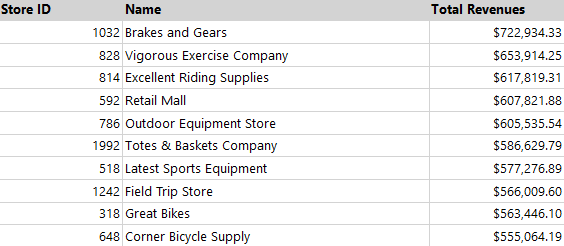 Store ID Name Total Revenues
1032 Brakes and Gears $722,934.33
828 Vigorous Exercise Company $653,914.25
814 Excellent Riding Supplies $617,819.31
592 Retail Mall $607,821.88
786 Outdoor Equipment Store $605,535.54
1992 Totes & Baskets Company $586,629.79
518 Latest Sports Equipment $577,276.89
1242 Field Trip Store $566,009.60
318 Great Bikes $563,446.10
648 Corner Bicycle Supply $555,064.19